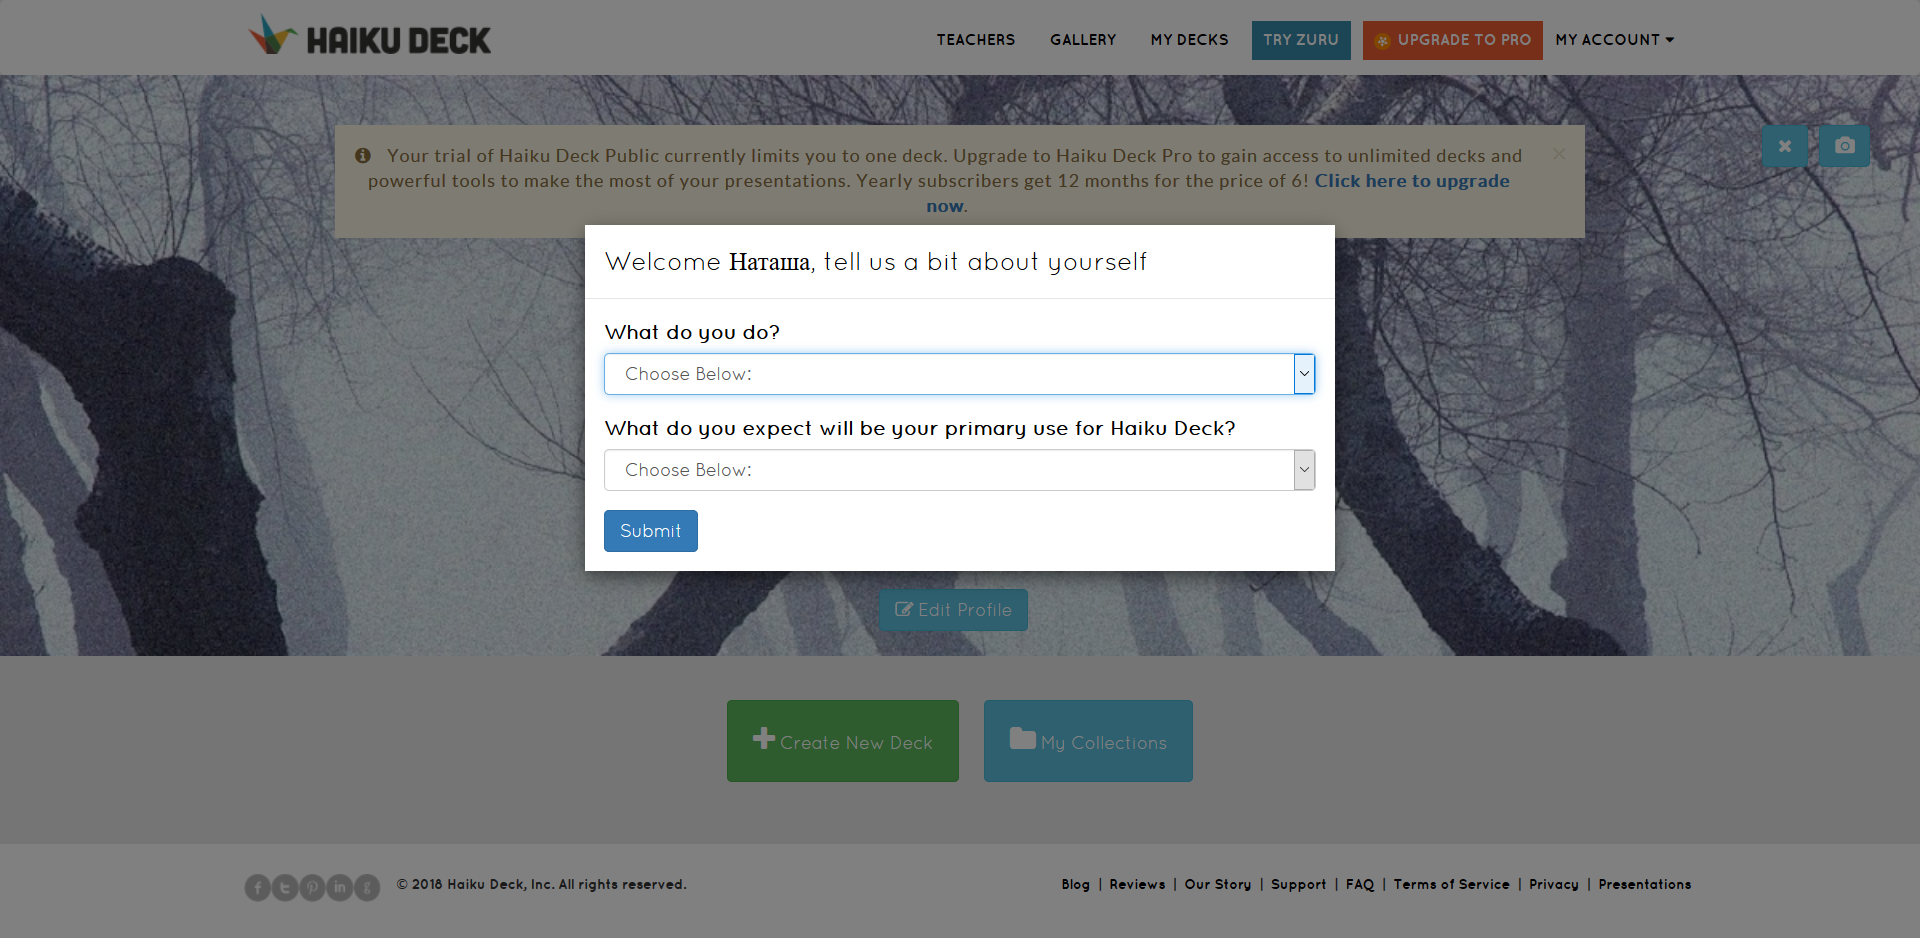 HAIKU DECK
TEACHERS GALLERY MY DECKS TRY ZURU UPGRADE TO PRO MY ACCOUNT
Your trial of Haiku Deck Public currently limits you to one deck. Upgrade to Haiku Deck Pro to gain access to unlimited decks and
powerful tools to make the most of your presentations. Yearly subscribers get 12 months for the price of 6! Click here to upgrade
now.
Welcome Наташа, tell us a bit about yourself
What do you do?
Choose Below:
What do you expect will be your primary use for Haiku Deck?
Choose Below:
Submit
Edit Profile
Create New Deck
My Collections
© 2018 Haiku Deck, Inc. All rights reserved.
Blog | Reviews | Our Story | Support | FAQ | Terms of Service | Privacy | Presentations